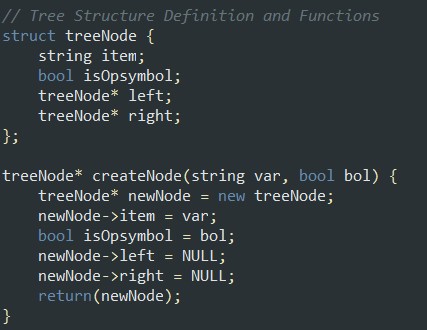 // Tree Structure Definition and Functions
struct treeNode {
    string item;
    bool isOpsymbol;
    treeNode* left;
    treeNode* right;
};

treeNode* createNode(string var, bool bol) {
    treeNode* newNode = new treeNode;
    newNode->item = var;
    bool isOpsymbol = bol;
    newNode->left = NULL;
    newNode->right = NULL;
    return(newNode);
}